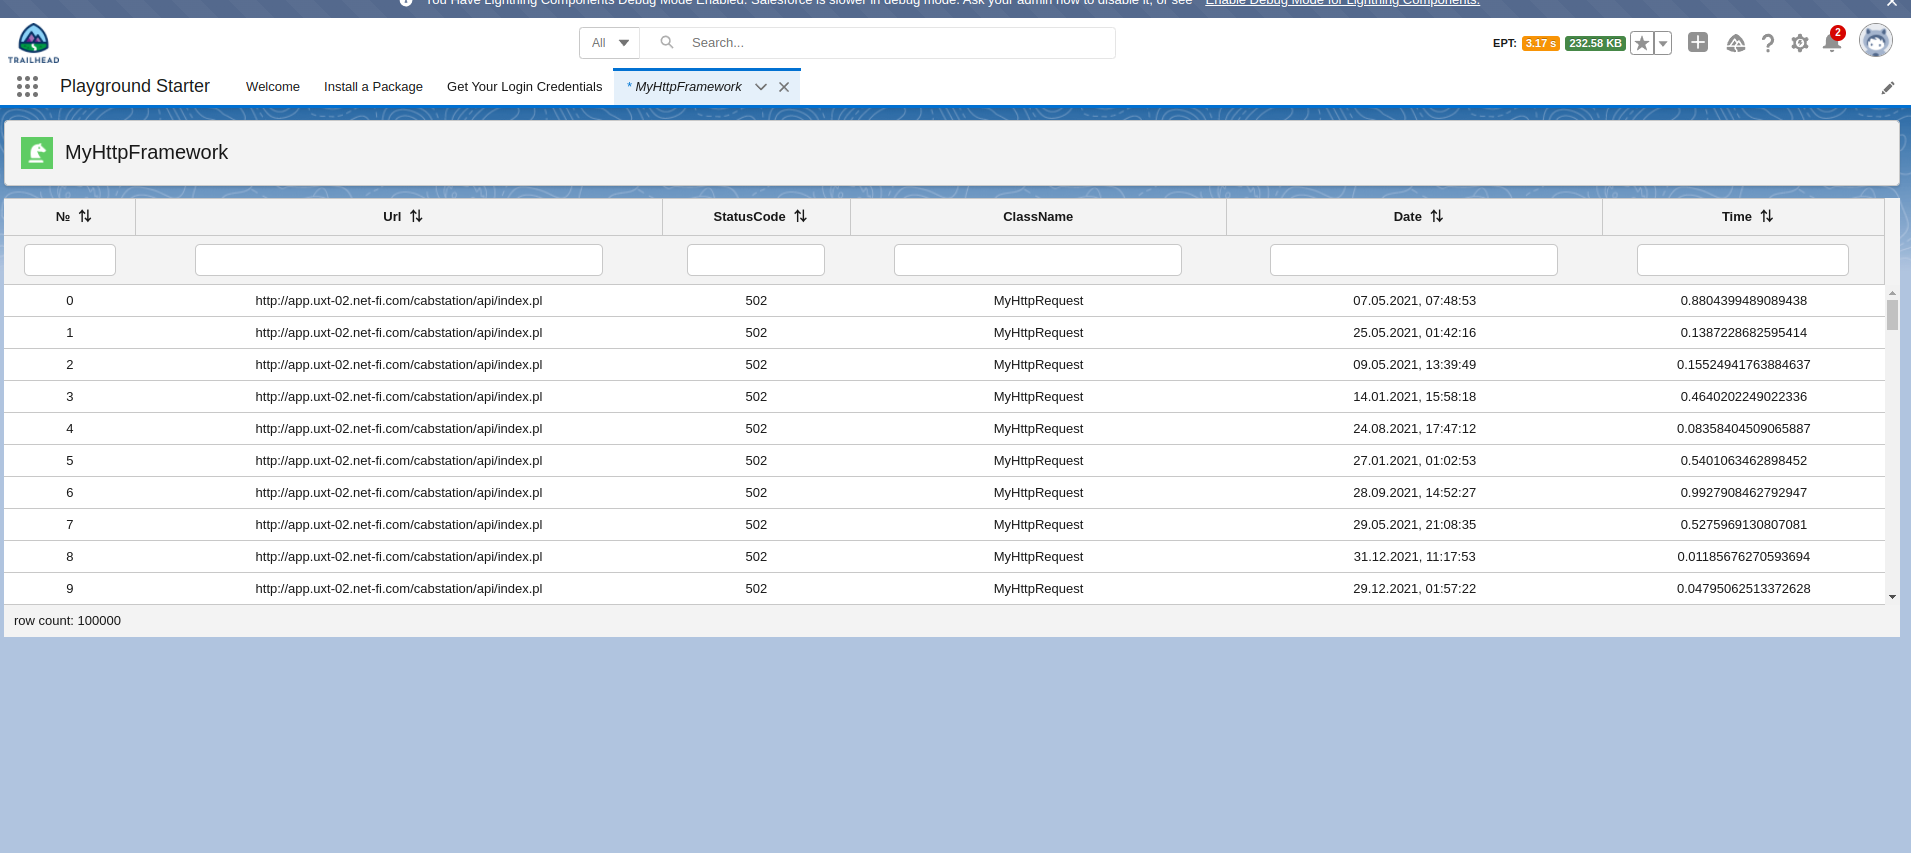 You Have Lightning Components Debug Mode Enabled. Salesforce is slower in debug mode. Ask your admin how to disable it, or see Enable Debug Mode for Lightning Components.
TRAILHEAD
All Search... EPT: 3.17 s 232.58 KB 2
Playground Starter Welcome Install a Package Get Your Login Credentials * MyHttpFramework
MyHttpFramework
№ Url StatusCode ClassName Date Time
0 http://app.uxt-02.net-fi.com/cabstation/api/index.pl 502 MyHttpRequest 07.05.2021, 07:48:53 0.8804399489089438
1 http://app.uxt-02.net-fi.com/cabstation/api/index.pl 502 MyHttpRequest 25.05.2021, 01:42:16 0.1387228682595414
2 http://app.uxt-02.net-fi.com/cabstation/api/index.pl 502 MyHttpRequest 09.05.2021, 13:39:49 0.15524941763884637
3 http://app.uxt-02.net-fi.com/cabstation/api/index.pl 502 MyHttpRequest 14.01.2021, 15:58:18 0.4640202249022336
4 http://app.uxt-02.net-fi.com/cabstation/api/index.pl 502 MyHttpRequest 24.08.2021, 17:47:12 0.08358404509065887
5 http://app.uxt-02.net-fi.com/cabstation/api/index.pl 502 MyHttpRequest 27.01.2021, 01:02:53 0.5401063462898452
6 http://app.uxt-02.net-fi.com/cabstation/api/index.pl 502 MyHttpRequest 28.09.2021, 14:52:27 0.9927908462792947
7 http://app.uxt-02.net-fi.com/cabstation/api/index.pl 502 MyHttpRequest 29.05.2021, 21:08:35 0.5275969130807081
8 http://app.uxt-02.net-fi.com/cabstation/api/index.pl 502 MyHttpRequest 31.12.2021, 11:17:53 0.01185676270593694
9 http://app.uxt-02.net-fi.com/cabstation/api/index.pl 502 MyHttpRequest 29.12.2021, 01:57:22 0.04795062513372628
row count: 100000